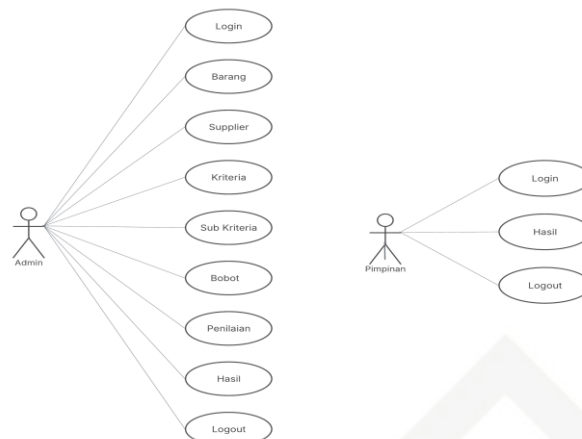 Login
Barang
Supplier
Kriteria
Sub Kriteria
Bobot
Penilaian
Hasil
Logout
Admin
Login
Hasil
Logout
Pimpinan